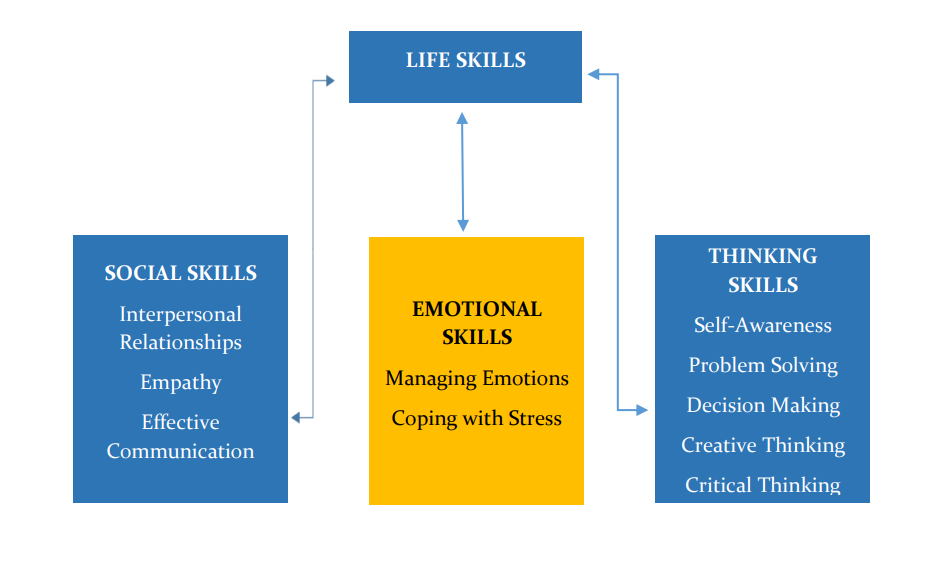 LIFE SKILLS
SOCIAL SKILLS
Interpersonal
Relationships
Empathy
Effective
Communication
EMOTIONAL
SKILLS
Managing Emotions
Coping with Stress
THINKING
SKILLS
Self-Awareness
Problem Solving
Decision Making
Creative Thinking
Critical Thinking